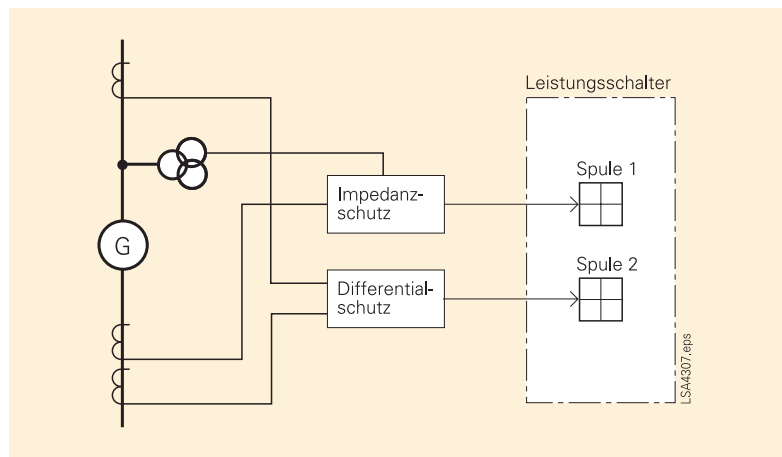 Leistungsschalter
Spule 1
Impedanz-
schutz
G
Spule 2
Differential-
schutz
LSA4307.eps